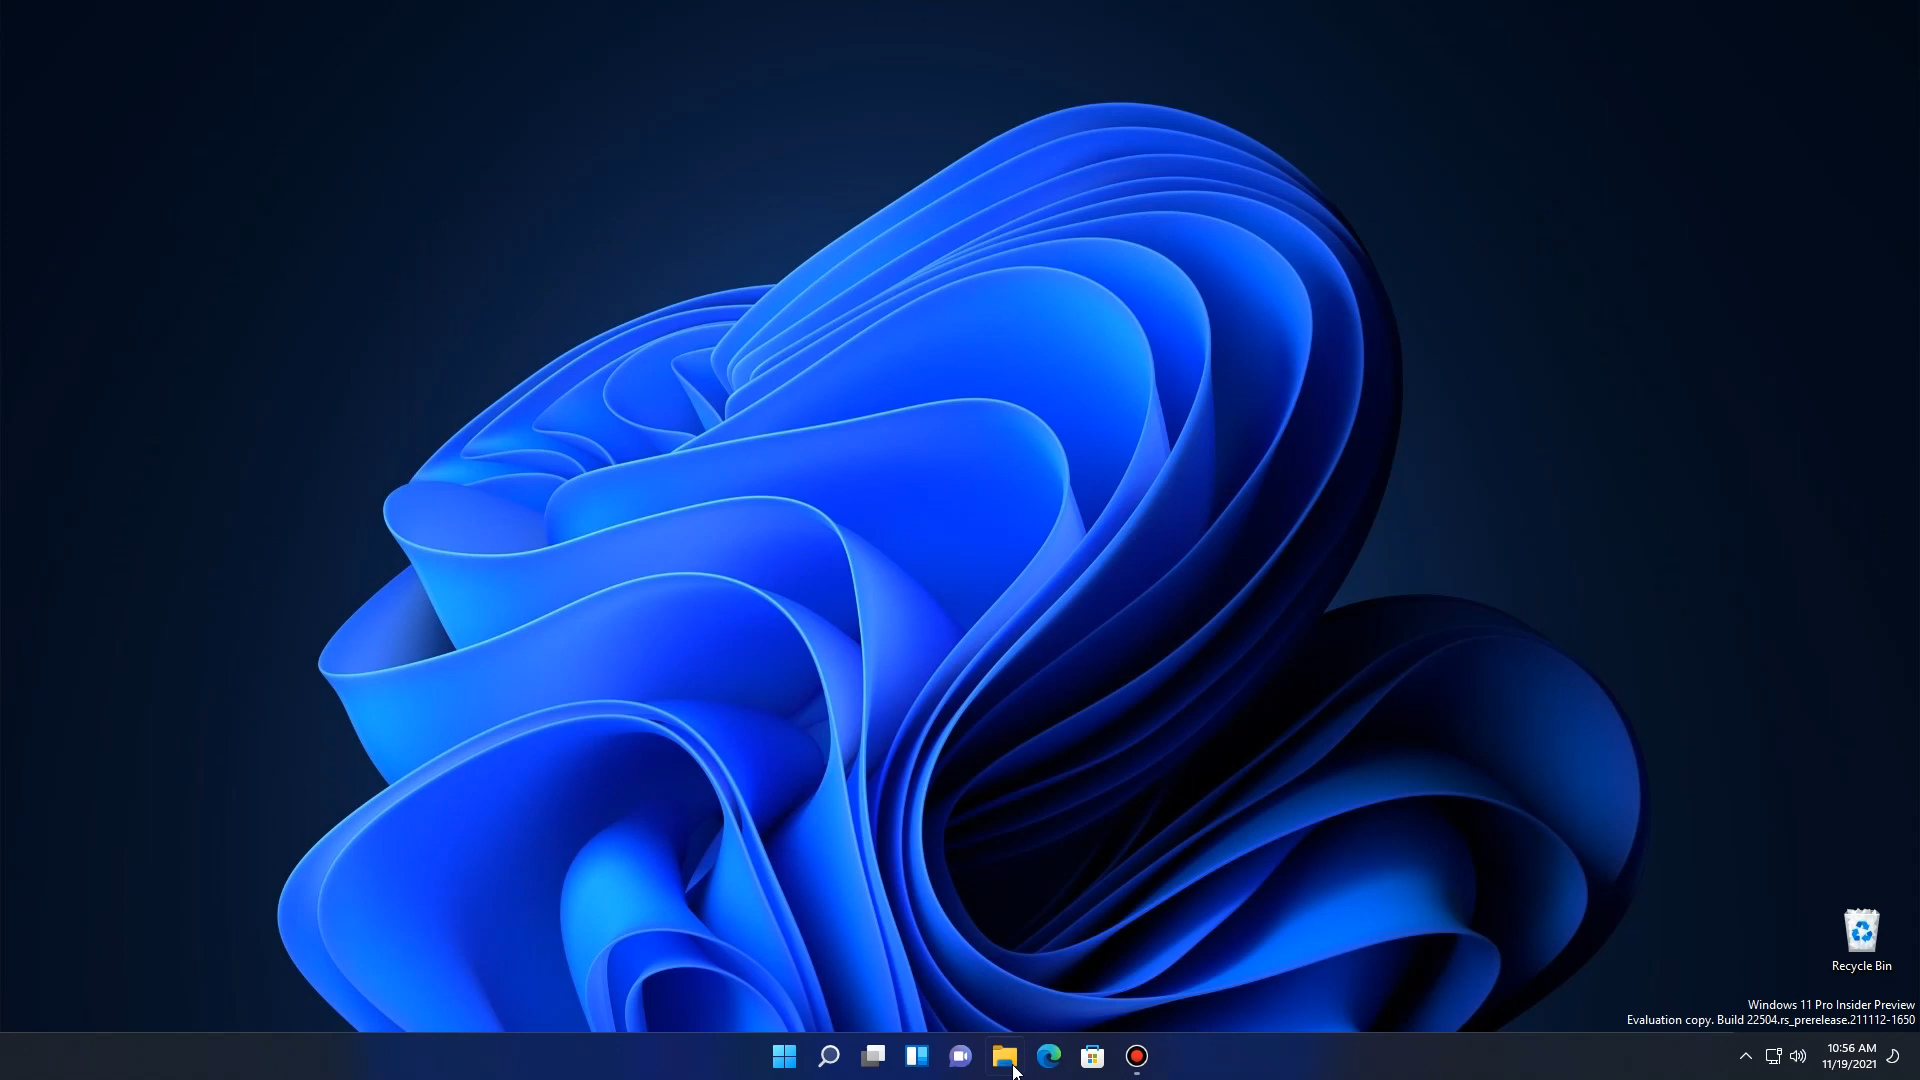 Recycle Bin
Windows 11 Pro Insider Preview
Evaluation copy. Build 22504.rs_prerelease.211112-1650
10:56 AM
11/19/2021